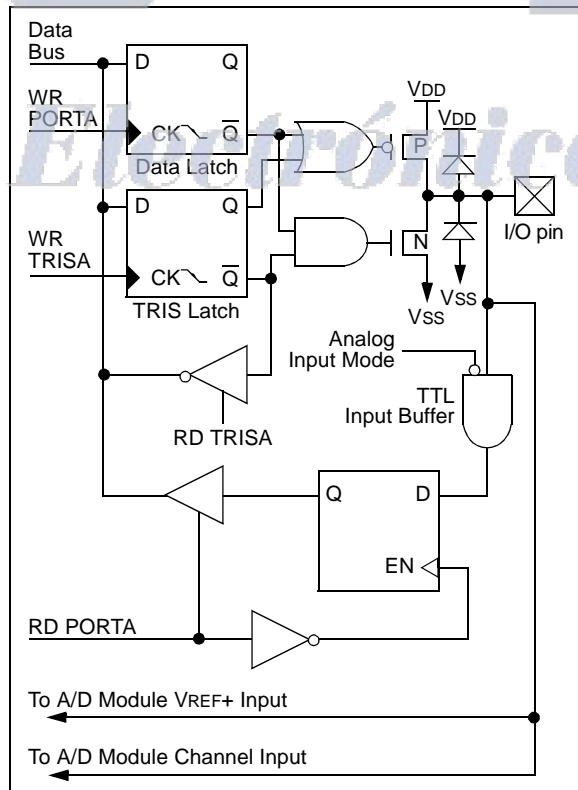 Data
Bus
D Q
VDD
WR
PORTA
VDD
CK Q
P
Data Latch
Electrónica
D Q
I/O pin
WR
TRISA
N
CK Q
VSS
VSS
TRIS Latch
Analog
Input Mode
TTL
Input Buffer
RD TRISA
Q D
EN
RD PORTA
To A/D Module VREF+ Input
To A/D Module Channel Input